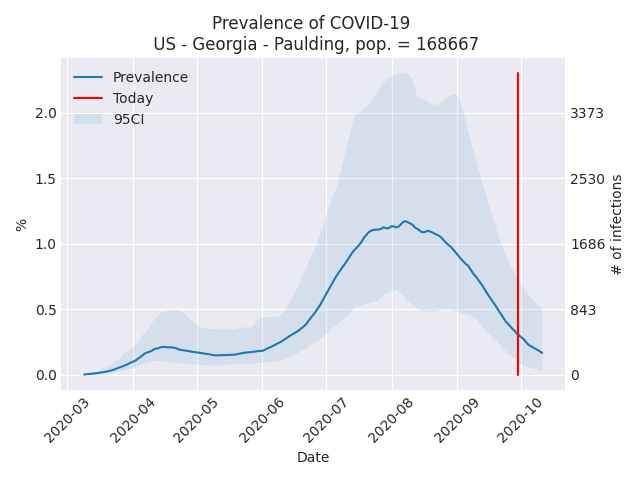 Prevalence of COVID-19
US - Georgia - Paulding, pop. = 168667
Prevalence
Today
95CI
2.0
1.5
1.0
0.5
0.0
%
3373
2530
1686
843
0
# of infections
2020-03
2020-04
2020-05
2020-06
2020-07
2020-08
2020-09
2020-10
Date